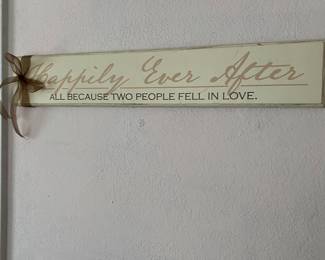 Happily Ever After
ALL BECAUSE TWO PEOPLE FELL IN LOVE.